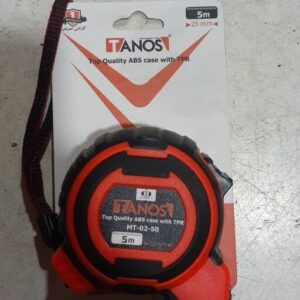 5m
25 mm
TANOS
Top Quality ABS case with TPR
TANOS
Top Quality ABS case with TPR
MT-02-50
5m